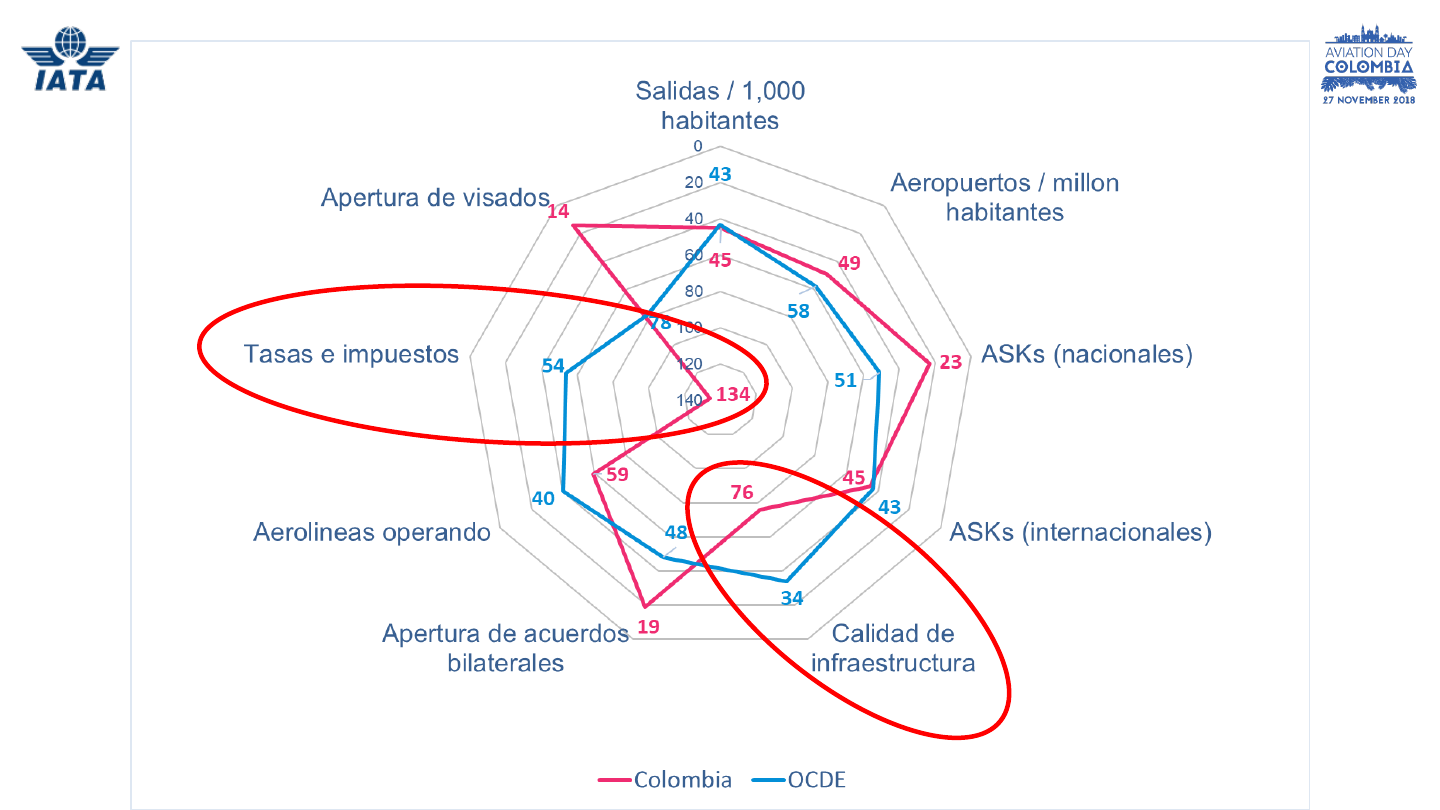 IATA
AVIATION DAY
COLOMBIA
27 NOVEMBER 2018
Salidas / 1,000
habitantes
Aeropuertos / millon
habitantes
ASKs (nacionales)
ASKs (internacionales)
Calidad de
infraestructura
Apertura de acuerdos
bilaterales
Aerolineas operando
Tasas e impuestos
Apertura de visados
0
20
40
60
80
100
120
140
43
45
49
58
23
51
45
43
76
34
19
48
59
40
134
54
14
78
Colombia
OCDE